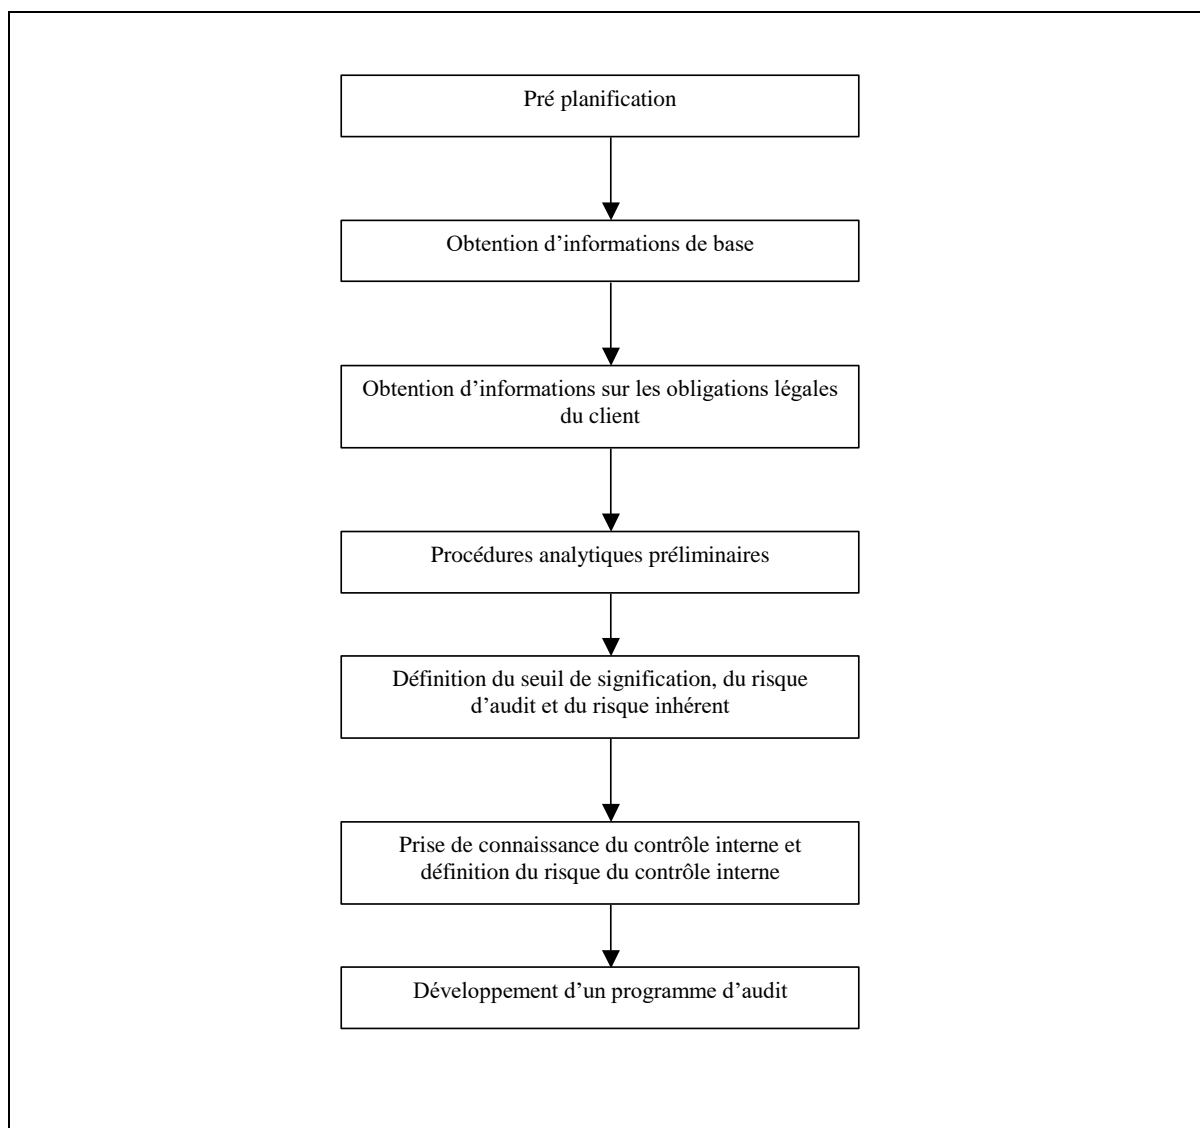 Pré planification
Obtention d’informations de base
Obtention d’informations sur les obligations légales
du client
Procédures analytiques préliminaires
Définition du seuil de signification, du risque
d’audit et du risque inhérent
Prise de connaissance du contrôle interne et
définition du risque du contrôle interne
Développement d’un programme d’audit